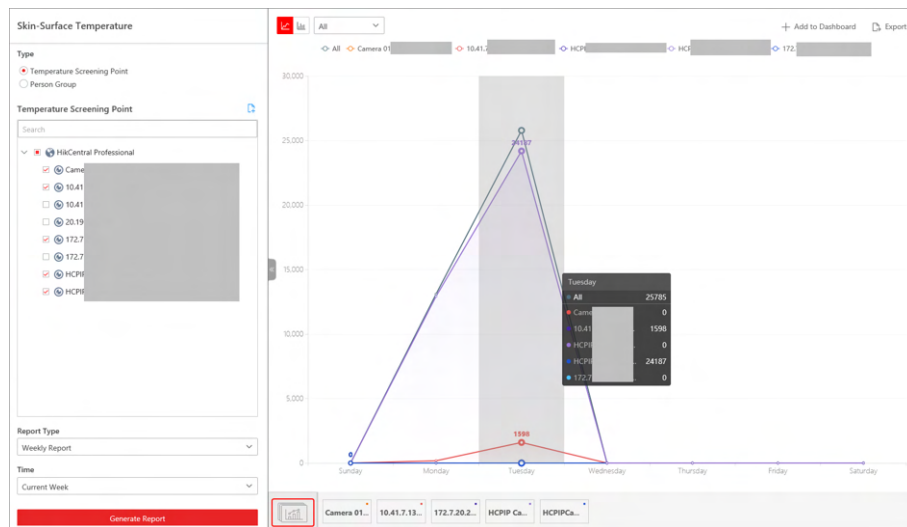 Skin-Surface Temperature
Type
Temperature Screening Point
Person Group
Temperature Screening Point
Search
HikCentral Professional
Came
10.41
10.41
20.19
172.7
172.7
HCPIP
HCPIP
Report Type
Weekly Report
Time
Current Week
Generate Report
All
Add to Dashboard
Export
All
Camera 01
10.41.7
HCPI
HCP
172.
30,000
25,000
20,000
15,000
10,000
5,000
0
24187
1598
0
Sunday
Monday
Tuesday
Wednesday
Thursday
Friday
Saturday
Tuesday
All 25785
Came 0
10.41 1598
HCPIP 0
HCPIP 24187
172.7 0
Camera 01...
10.41.7.13...
172.7.20.2...
HCPIP Ca...
HCPIPCa...